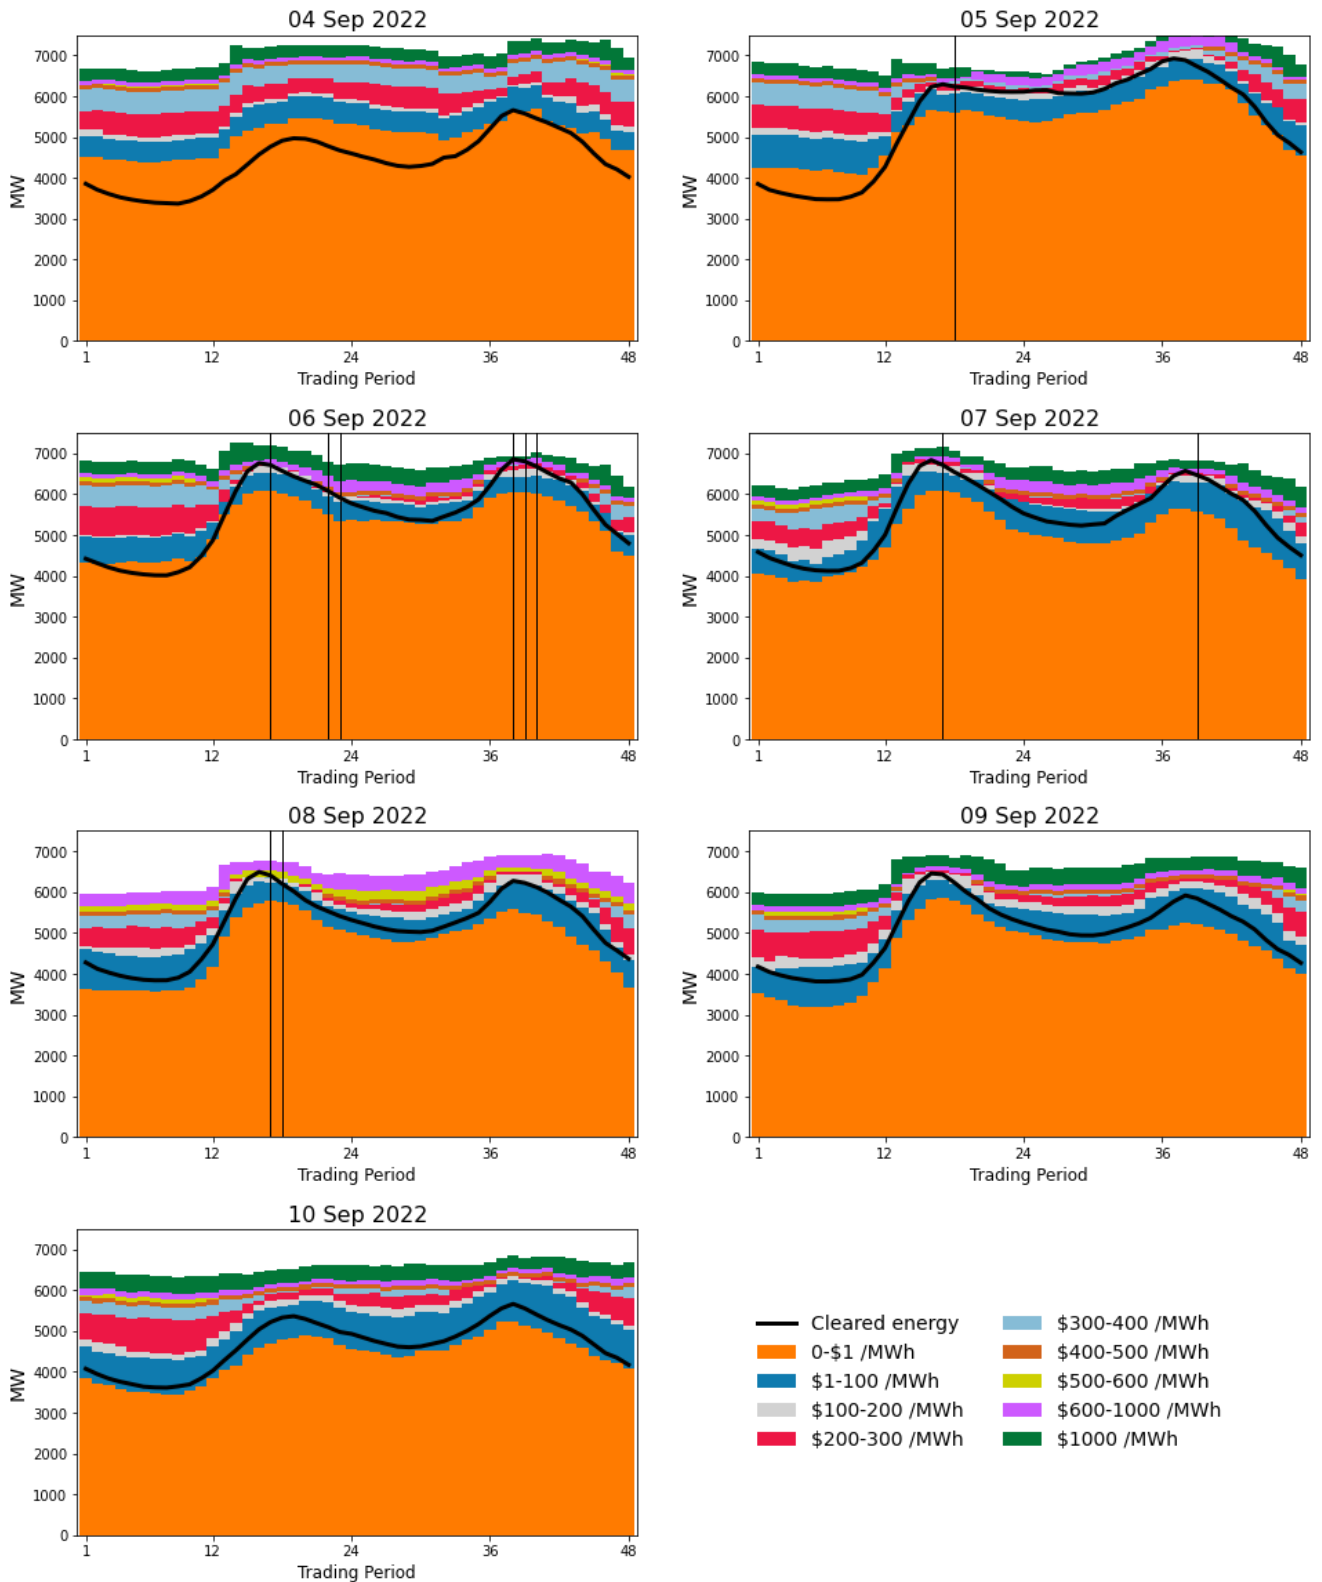 04 Sep 2022
7000
6000
5000
4000
3000
2000
1000
0
MW
1 12 24 36 48
Trading Period
05 Sep 2022
7000
6000
5000
4000
3000
2000
1000
0
MW
1 12 24 36 48
Trading Period
06 Sep 2022
7000
6000
5000
4000
3000
2000
1000
0
MW
1 12 24 36 48
Trading Period
07 Sep 2022
7000
6000
5000
4000
3000
2000
1000
0
MW
1 12 24 36 48
Trading Period
08 Sep 2022
7000
6000
5000
4000
3000
2000
1000
0
MW
1 12 24 36 48
Trading Period
09 Sep 2022
7000
6000
5000
4000
3000
2000
1000
0
MW
1 12 24 36 48
Trading Period
10 Sep 2022
7000
6000
5000
4000
3000
2000
1000
0
MW
1 12 24 36 48
Trading Period
Cleared energy
0-$1 /MWh
$1-100 /MWh
$100-200 /MWh
$200-300 /MWh
$300-400 /MWh
$400-500 /MWh
$500-600 /MWh
$600-1000 /MWh
$1000 /MWh